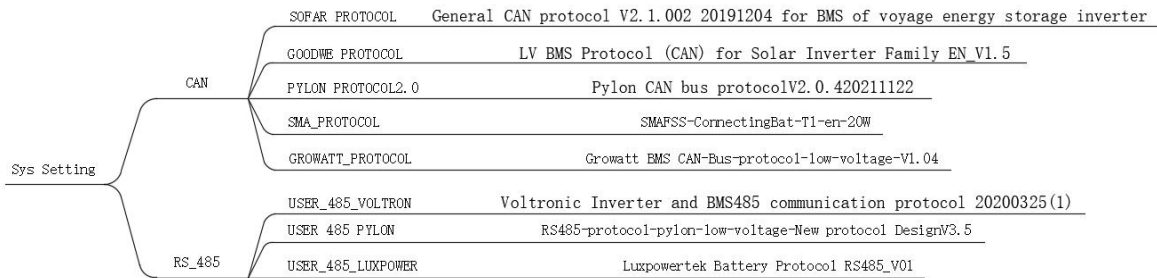 SOFAR PROTOCOL General CAN protocol V2.1.002 20191204 for BMS of voyage energy storage inverter
GOODWE PROTOCOL LV BMS Protocol (CAN) for Solar Inverter Family EN_V1.5
CAN
PYLON PROTOCOL2.0 Pylon CAN bus protocolV2.0.420211122
SMA_PROTOCOL SMAFSS-ConnectingBat-T1-en-20W
GROWATT_PROTOCOL Growatt BMS CAN-Bus-protocol-low-voltage-V1.04
Sys Setting
USER_485_VOLTRON Voltronic Inverter and BMS485 communication protocol 20200325(1)
USER 485 PYLON RS485-protocol-pylon-low-voltage-New protocol DesignV3.5
RS_485
USER_485_LUXPOWER Luxpowertek Battery Protocol RS485_V01